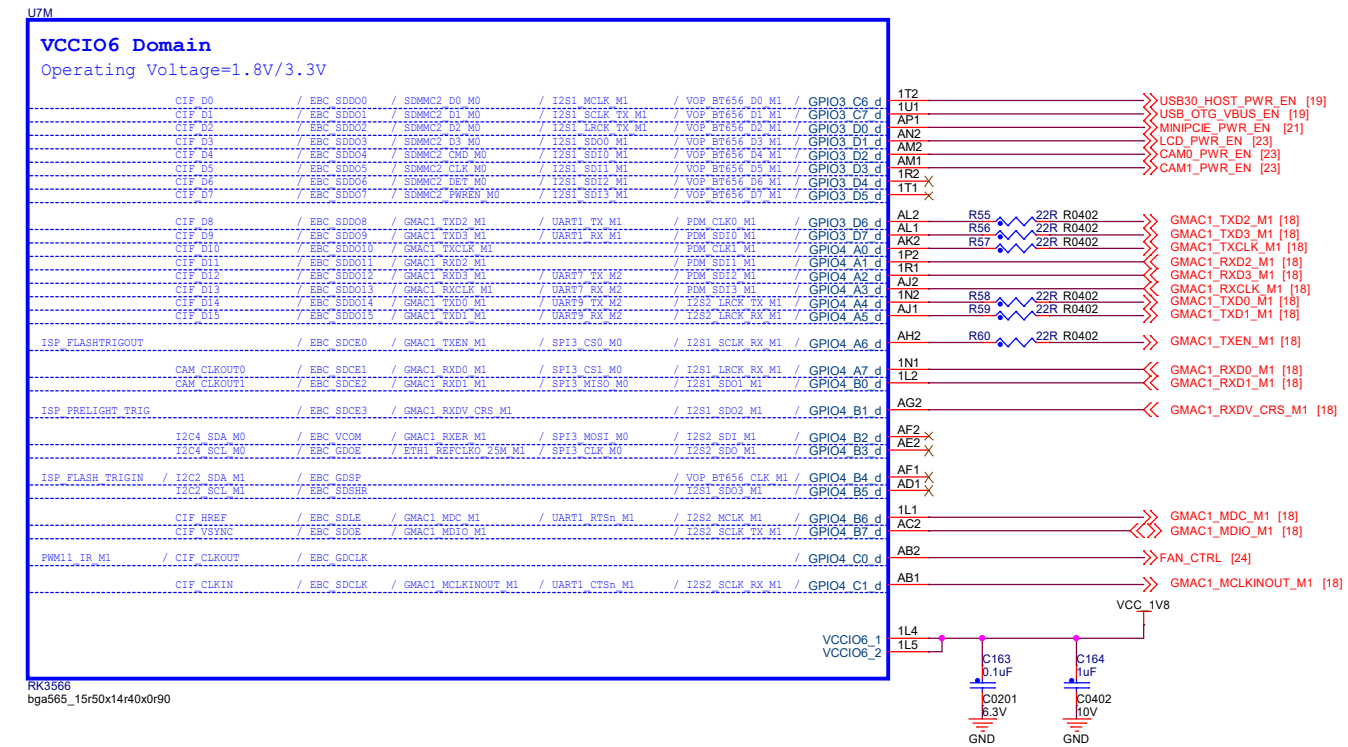 U7M
VCCIO6 Domain
Operating Voltage=1.8V/3.3V
CIF_D0 / EBC_SDDO0 / SDMMC2_D0_M0 / I2S1_MCLK_M1 / VOP_BT656_D0_M1 / GPIO3_C6_d 1T2 USB30_HOST_PWR_EN [19]
CIF_D1 / EBC_SDDO1 / SDMMC2_D1_M0 / I2S1_SCLK_TX_M1 / VOP_BT656_D1_M1 / GPIO3_C7_d 1U1 USB_OTG_VBUS_EN [19]
CIF_D2 / EBC_SDDO2 / SDMMC2_D2_M0 / I2S1_LRCK_TX_M1 / VOP_BT656_D2_M1 / GPIO3_D0_d AP1 MINIPCIE_PWR_EN [21]
CIF_D3 / EBC_SDDO3 / SDMMC2_D3_M0 / I2S1_SDO0_M1 / VOP_BT656_D3_M1 / GPIO3_D1_d AN2 LCD_PWR_EN [23]
CIF_D4 / EBC_SDDO4 / SDMMC2_CMD_M0 / I2S1_SDI0_M1 / VOP_BT656_D4_M1 / GPIO3_D2_d AM2 CAM0_PWR_EN [23]
CIF_D5 / EBC_SDDO5 / SDMMC2_CLK_M0 / I2S1_SDI1_M1 / VOP_BT656_D5_M1 / GPIO3_D3_d AM1 CAM1_PWR_EN [23]
CIF_D6 / EBC_SDDO6 / SDMMC2_DET_M0 / I2S1_SDI2_M1 / VOP_BT656_D6_M1 / GPIO3_D4_d 1R2
CIF_D7 / EBC_SDDO7 / SDMMC2_PWREN_M0 / I2S1_SDI3_M1 / VOP_BT656_D7_M1 / GPIO3_D5_d 1T1
CIF_D8 / EBC_SDDO8 / GMAC1_TXD2_M1 / UART1_TX_M1 / PDM_CLK0_M1 / GPIO3_D6_d AL2 R55 22R R0402 GMAC1_TXD2_M1 [18]
CIF_D9 / EBC_SDDO9 / GMAC1_TXD3_M1 / UART1_RX_M1 / PDM_SDI0_M1 / GPIO3_D7_d AL1 R56 22R R0402 GMAC1_TXD3_M1 [18]
CIF_D10 / EBC_SDDO10 / GMAC1_TXCLK_M1 / PDM_CLK1_M1 / GPIO4_A0_d AK2 R57 22R R0402 GMAC1_TXCLK_M1 [18]
CIF_D11 / EBC_SDDO11 / GMAC1_RXD2_M1 / PDM_SDI1_M1 / GPIO4_A1_d 1P2 GMAC1_RXD2_M1 [18]
CIF_D12 / EBC_SDDO12 / GMAC1_RXD3_M1 / UART7_TX_M2 / PDM_SDI2_M1 / GPIO4_A2_d 1R1 GMAC1_RXD3_M1 [18]
CIF_D13 / EBC_SDDO13 / GMAC1_RXCLK_M1 / UART7_RX_M2 / PDM_SDI3_M1 / GPIO4_A3_d AJ2 GMAC1_RXCLK_M1 [18]
CIF_D14 / EBC_SDDO14 / GMAC1_TXD0_M1 / UART9_TX_M2 / I2S2_LRCK_TX_M1 / GPIO4_A4_d 1N2 R58 22R R0402 GMAC1_TXD0_M1 [18]
CIF_D15 / EBC_SDDO15 / GMAC1_TXD1_M1 / UART9_RX_M2 / I2S2_LRCK_RX_M1 / GPIO4_A5_d AJ1 R59 22R R0402 GMAC1_TXD1_M1 [18]
ISP_FLASHTRIGOUT / EBC_SDCE0 / GMAC1_TXEN_M1 / SPI3_CS0_M0 / I2S1_SCLK_RX_M1 / GPIO4_A6_d AH2 R60 22R R0402 GMAC1_TXEN_M1 [18]
CAM_CLKOUT0 / EBC_SDCE1 / GMAC1_RXD0_M1 / SPI3_CS1_M0 / I2S1_LRCK_RX_M1 / GPIO4_A7_d 1N1 GMAC1_RXD0_M1 [18]
CAM_CLKOUT1 / EBC_SDCE2 / GMAC1_RXD1_M1 / SPI3_MISO_M0 / I2S1_SDO1_M1 / GPIO4_B0_d 1L2 GMAC1_RXD1_M1 [18]
ISP_PRELIGHT_TRIG / EBC_SDCE3 / GMAC1_RXDV_CRS_M1 / I2S1_SDO2_M1 / GPIO4_B1_d AG2 GMAC1_RXDV_CRS_M1 [18]
I2C4_SDA_M0 / EBC_VCOM / GMAC1_RXER_M1 / SPI3_MOSI_M0 / I2S2_SDI_M1 / GPIO4_B2_d AF2
I2C4_SCL_M0 / EBC_GDOE / ETH1_REFCLKO_25M_M1 / SPI3_CLK_M0 / I2S2_SDO_M1 / GPIO4_B3_d AE2
ISP_FLASH_TRIGIN / I2C2_SDA_M1 / EBC_GDSP / VOP_BT656_CLK_M1 / GPIO4_B4_d AF1
I2C2_SCL_M1 / EBC_SDSHR / I2S1_SDO3_M1 / GPIO4_B5_d AD1
CIF_HREF / EBC_SDLE / GMAC1_MDC_M1 / UART1_RTSn_M1 / I2S2_MCLK_M1 / GPIO4_B6_d 1L1 GMAC1_MDC_M1 [18]
CIF_VSYNC / EBC_SDOE / GMAC1_MDIO_M1 / I2S2_SCLK_TX_M1 / GPIO4_B7_d AC2 GMAC1_MDIO_M1 [18]
PWM11_IR_M1 / CIF_CLKOUT / EBC_GDCLK / GPIO4_C0_d AB2 FAN_CTRL [24]
CIF_CLKIN / EBC_SDCLK / GMAC1_MCLKINOUT_M1 / UART1_CTSn_M1 / I2S2_SCLK_RX_M1 / GPIO4_C1_d AB1 GMAC1_MCLKINOUT_M1 [18]
VCC_1V8
VCCIO6_1 1L4
VCCIO6_2 1L5
C163 C164
0.1uF 1uF
RK3566
bga565_15r50x14r40x0r90
C0201 C0402
6.3V 10V
GND GND